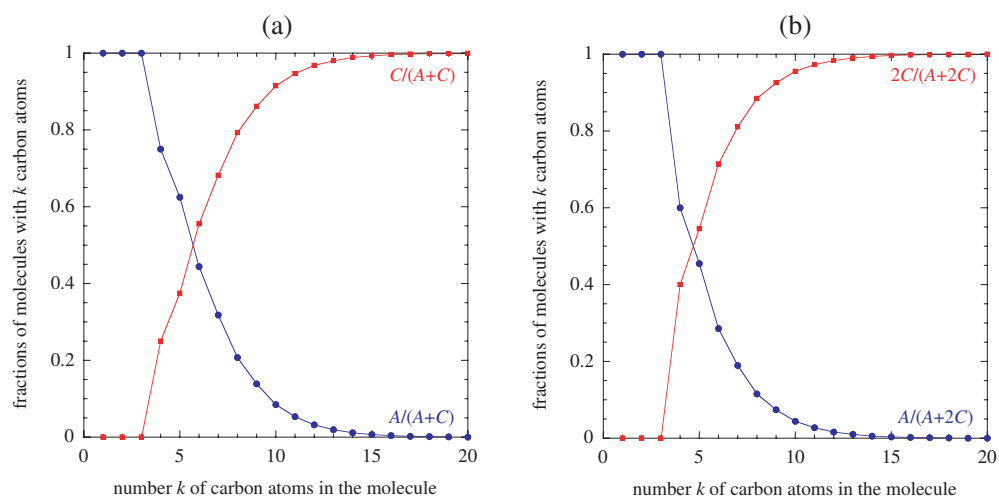 (a)
fractions of molecules with k carbon atoms
1
0.8
0.6
0.4
0.2
0
C/(A+C)
A/(A+C)
0
5
10
15
20
number k of carbon atoms in the molecule
(b)
fractions of molecules with k carbon atoms
1
0.8
0.6
0.4
0.2
0
2C/(A+2C)
A/(A+2C)
0
5
10
15
20
number k of carbon atoms in the molecule